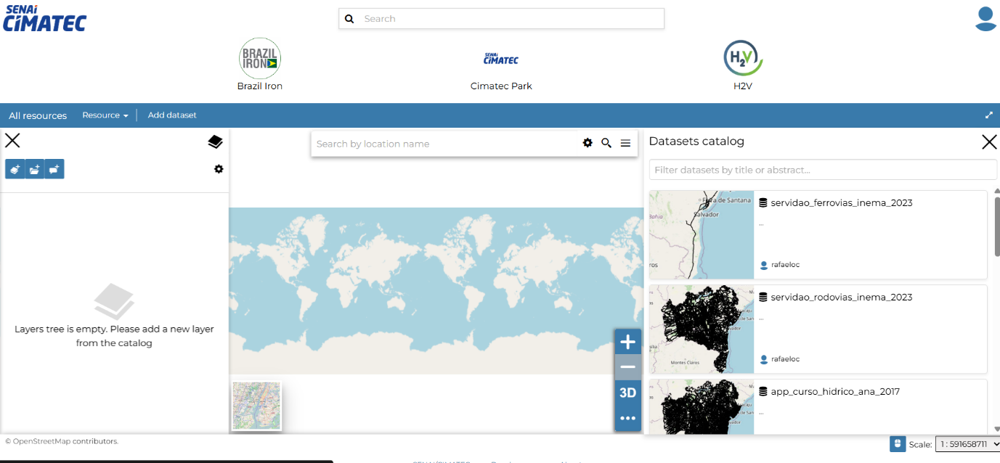 SENAI
CIMATEC
Search
BRAZIL
IRON
Brazil Iron
SENAI
CIMATEC
Cimatec Park
H2V
H2V
All resources
Resource
Add dataset
Search by location name
Datasets catalog
Filter datasets by title or abstract...
Layers tree is empty. Please add a new layer
from the catalog
3D
Feira de Santana
Bahia
Salvador
ros
servidao_ferrovias_inema_2023
...
rafaeloc
Montes Claros
servidao_rodovias_inema_2023
...
rafaeloc
app_curso_hidrico_ana_2017
...
© OpenStreetMap contributors.
Scale:
1 : 591658711